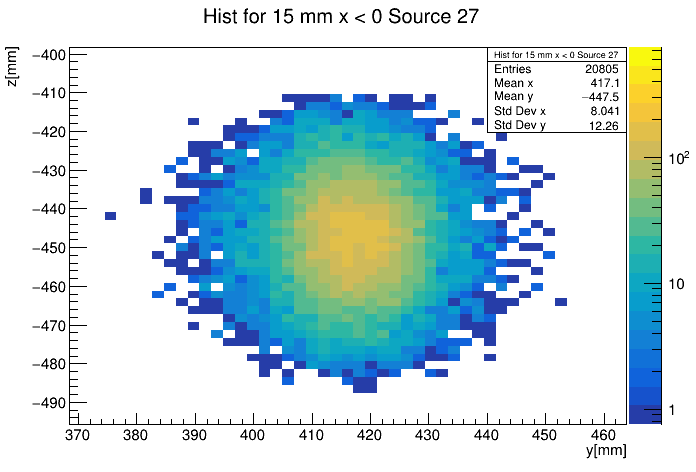 Hist for 15 mm x < 0 Source 27
z[mm]
Hist for 15 mm x < 0 Source 27
Entries 20805
Mean x 417.1
Mean y −447.5
Std Dev x 8.041
Std Dev y 12.26
−400
−410
−420
−430
−440
−450
−460
−470
−480
−490
10²
10
1
370 380 390 400 410 420 430 440 450 460
y[mm]